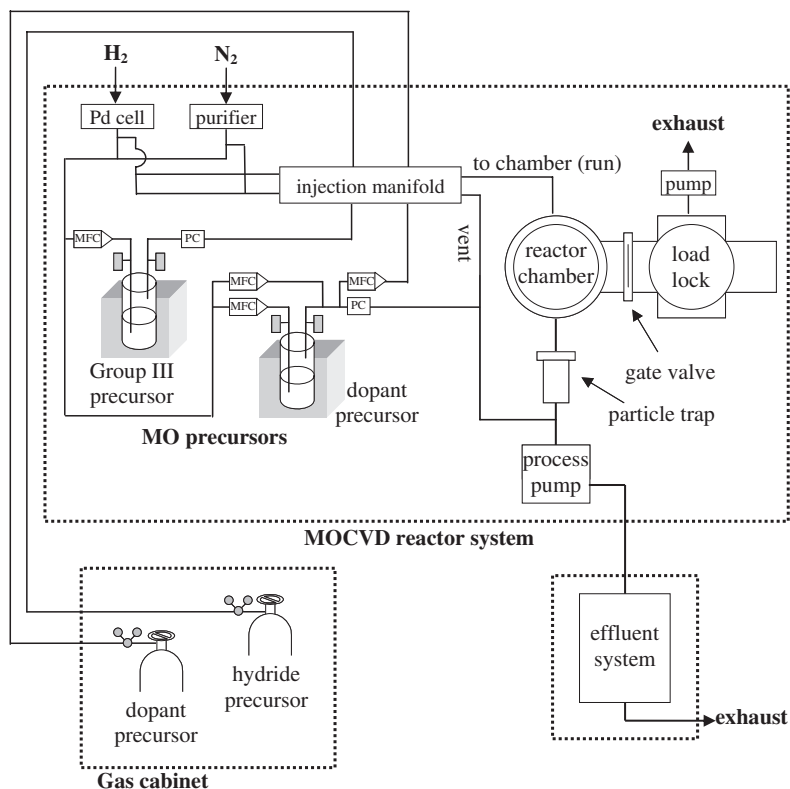 H2
N2
Pd cell
purifier
exhaust
pump
to chamber (run)
injection manifold
vent
MFC
PC
reactor
chamber
load
lock
MFC
MFC
PC
MFC
Group III
precursor
dopant
precursor
gate valve
particle trap
MO precursors
process
pump
MOCVD reactor system
effluent
system
hydride
precursor
dopant
precursor
exhaust
Gas cabinet